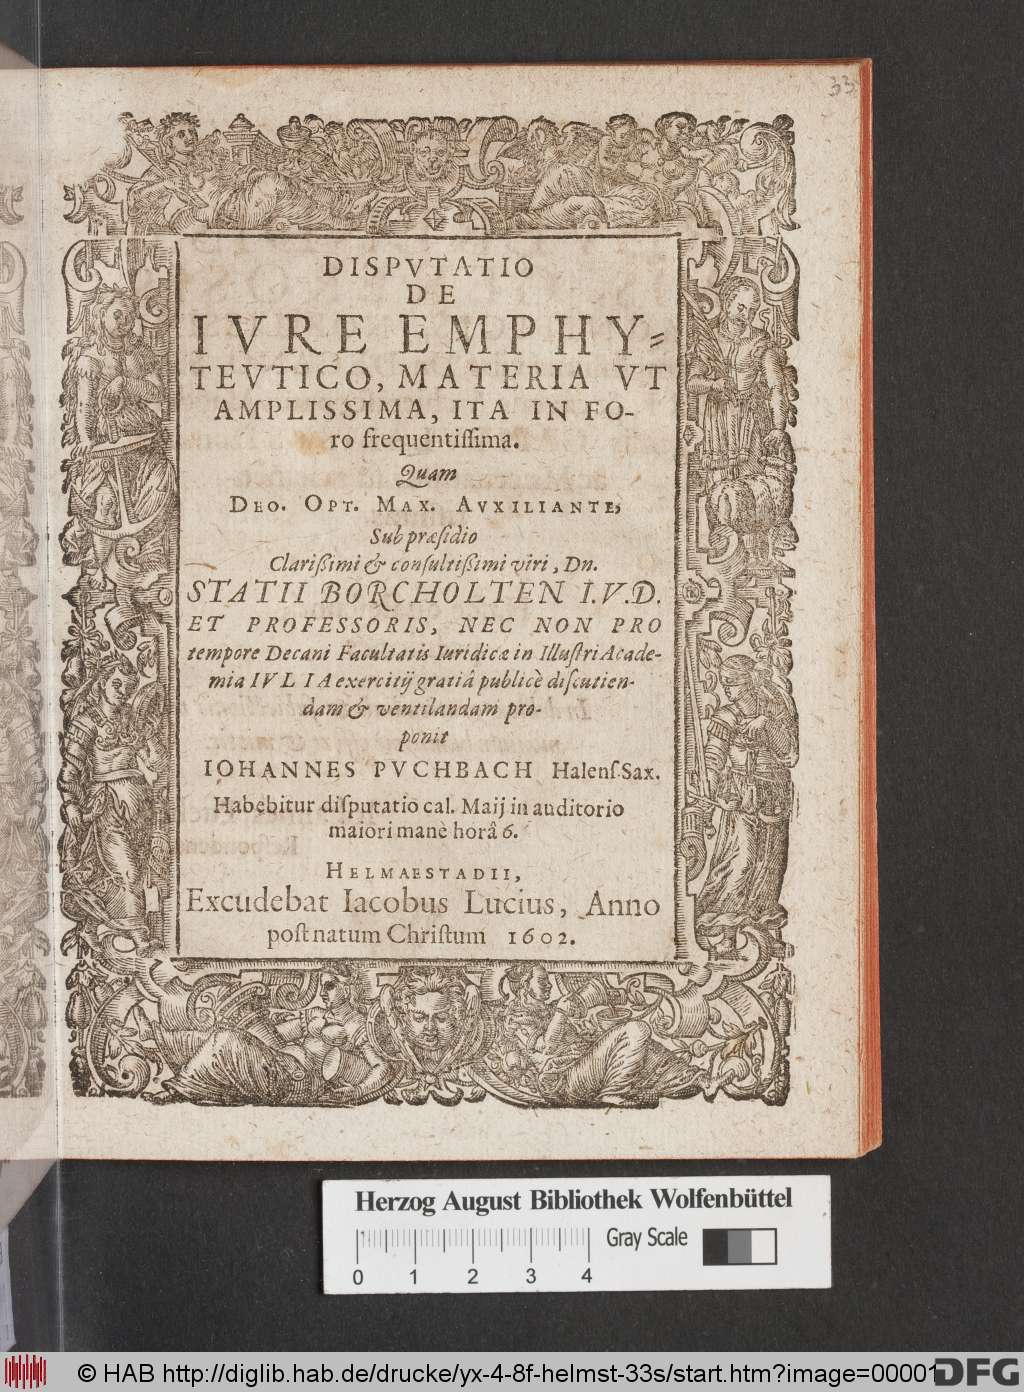 33
DISPVTATIO
DE
IVRE EMPHY-
TEVTICO, MATERIA VT
AMPLISSIMA, ITA IN FO-
ro frequentiſſima.
Quam
DEO. OPT. MAX. AVXILIANTE,
Sub præſidio
Clarißimi & conſultißimi viri, Dn.
STATII BORCHOLTEN I.V.D.
ET PROFESSORIS, NEC NON PRO
tempore Decani Facultatis Iuridicæ in Illuſtri Acade-
mia IVLIA exercitij gratiâ publicè diſcutien-
dam & ventilandam pro-
ponit
IOHANNES PVCHBACH Halenſ. Sax.
Habebitur diſputatio cal. Maij in auditorio
maiori manè horâ 6.
HELMAESTADII,
Excudebat Iacobus Lucius, Anno
poſt natum Chriſtum 1602.
Herzog August Bibliothek Wolfenbüttel
Gray Scale
0 1 2 3 4
© HAB http://diglib.hab.de/drucke/yx-4-8f-helmst-33s/start.htm?image=00001
DFG